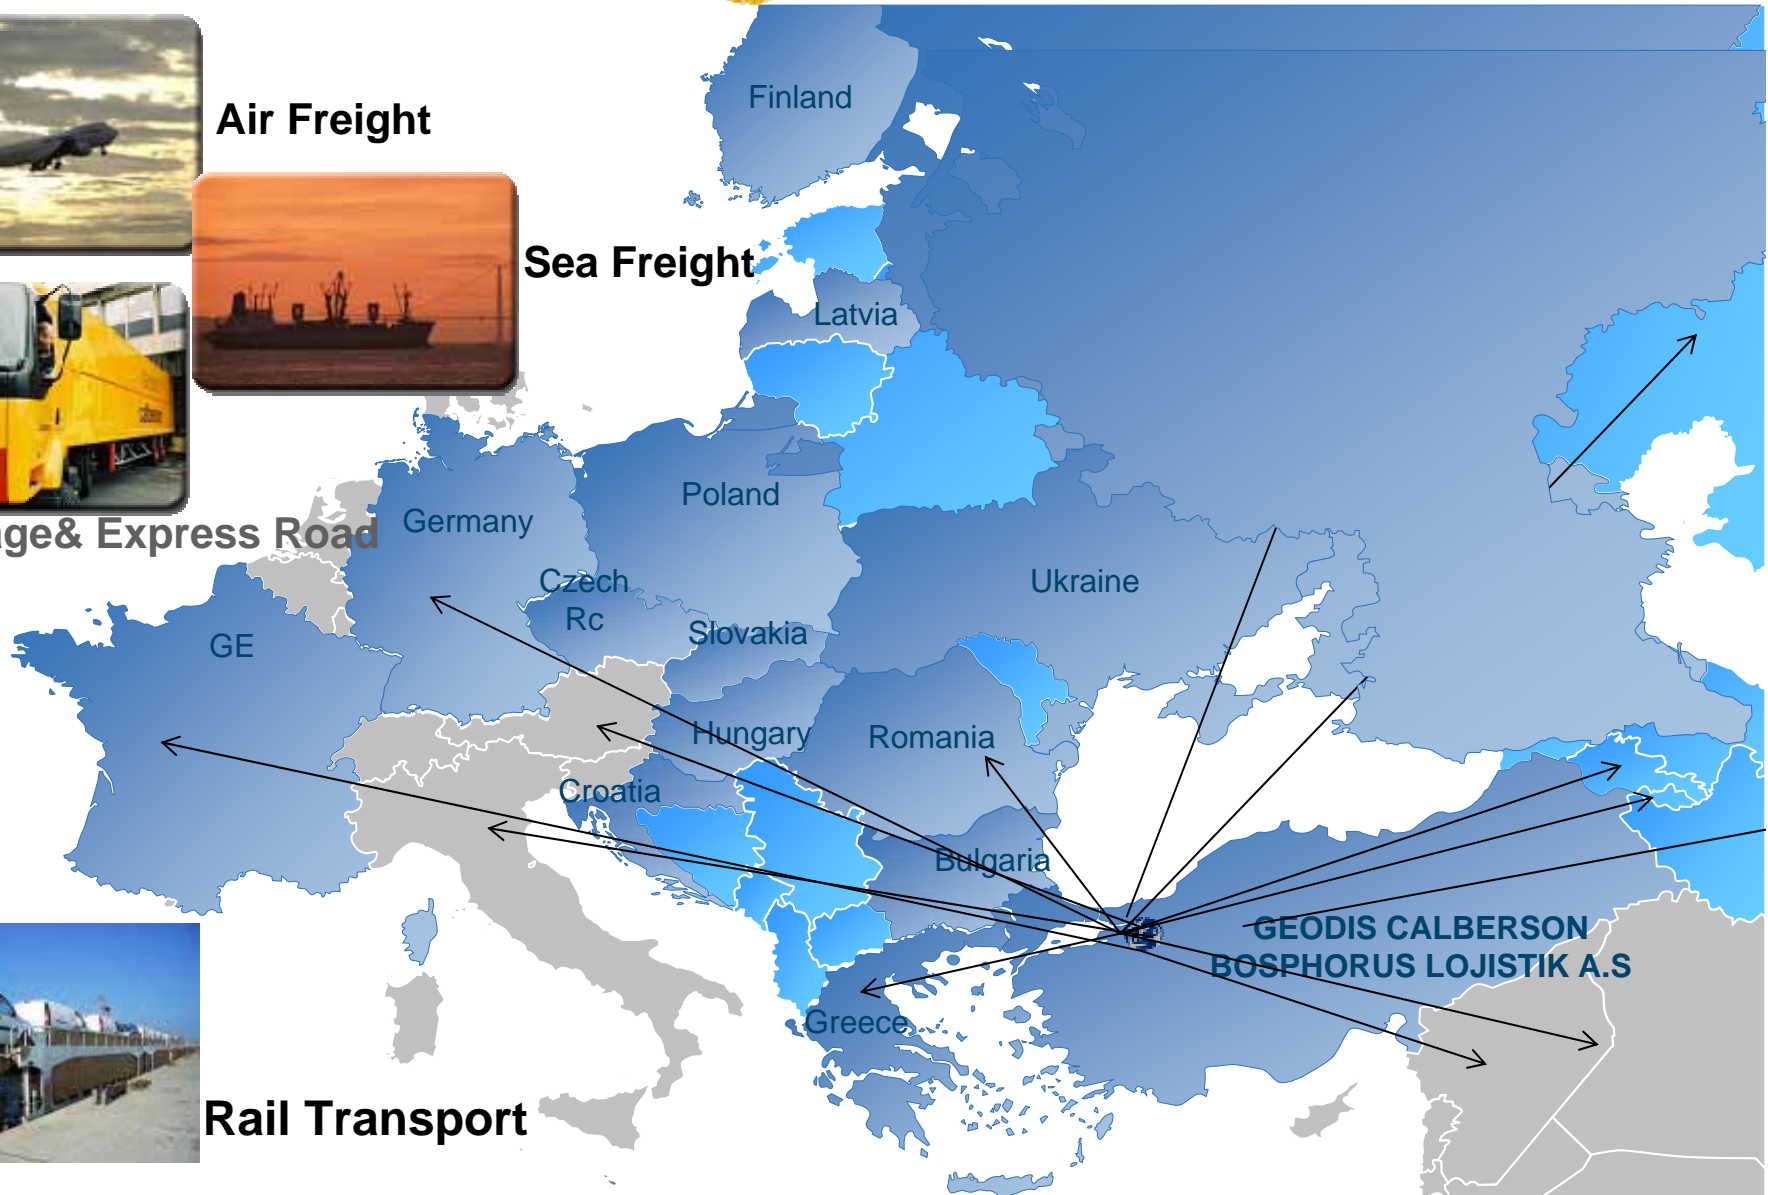 Finland
Air Freight
Sea Freight
Latvia
Poland
Germany
age& Express Road
Czech
Rc
Ukraine
GE
Slovakia
Hungary
Romania
Croatia
Bulgaria
GEODIS CALBERSON
BOSPHORUS LOJISTIK A.S
Greece
Rail Transport